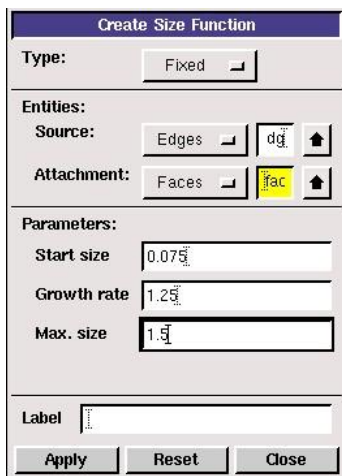 Create Size Function
Type: Fixed
Entities:
Source: Edges dg
Attachment: Faces fac
Parameters:
Start size 0.075
Growth rate 1.25
Max. size 1.5
Label
Apply Reset Close